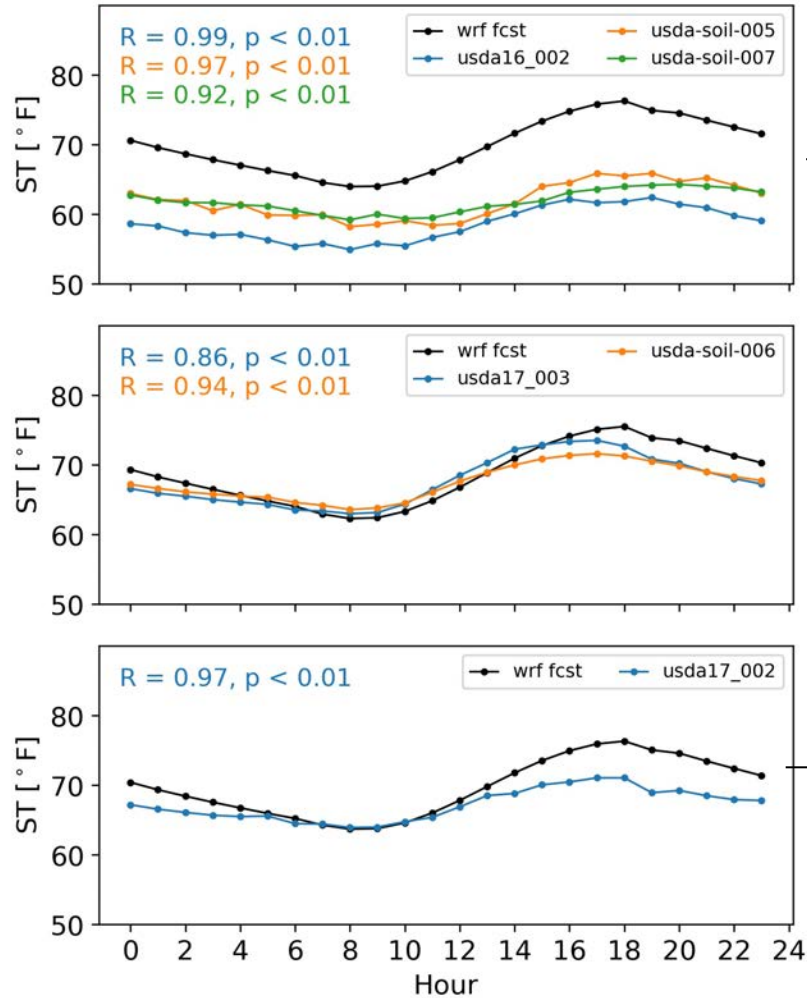 R = 0.99, p < 0.01
R = 0.97, p < 0.01
R = 0.92, p < 0.01
wrf fcst
usda16_002
usda-soil-005
usda-soil-007
ST [°F]
80
70
60
50
R = 0.86, p < 0.01
R = 0.94, p < 0.01
wrf fcst
usda17_003
usda-soil-006
ST [°F]
80
70
60
50
R = 0.97, p < 0.01
wrf fcst
usda17_002
ST [°F]
80
70
60
50
0 2 4 6 8 10 12 14 16 18 20 22 24
Hour